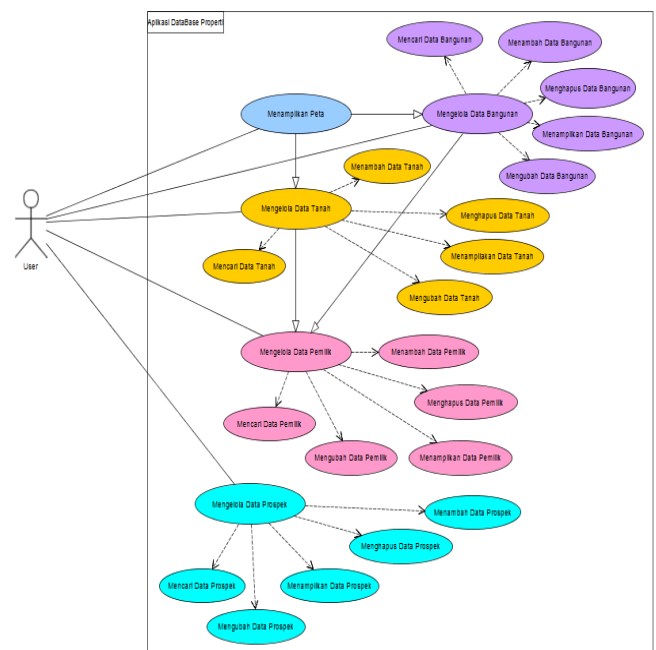 Aplikasi DataBase Properti
Mencari Data Bangunan
Menambah Data Bangunan
Menghapus Data Bangunan
Menampilkan Peta
Mengelola Data Bangunan
Menampilkan Data Bangunan
Menambah Data Tanah
Mengubah Data Bangunan
Mengelola Data Tanah
Menghapus Data Tanah
User
Mencari Data Tanah
Menampilakan Data Tanah
Mengubah Data Tanah
Mengelola Data Pemilik
Menambah Data Pemilik
Menghapus Data Pemilik
Mencari Data Pemilik
Mengubah Data Pemilik
Menampilkan Data Pemilik
Mengelola Data Prospek
Menambah Data Prospek
Menghapus Data Prospek
Mencari Data Prospek
Menampilkan Data Prospek
Mengubah Data Prospek